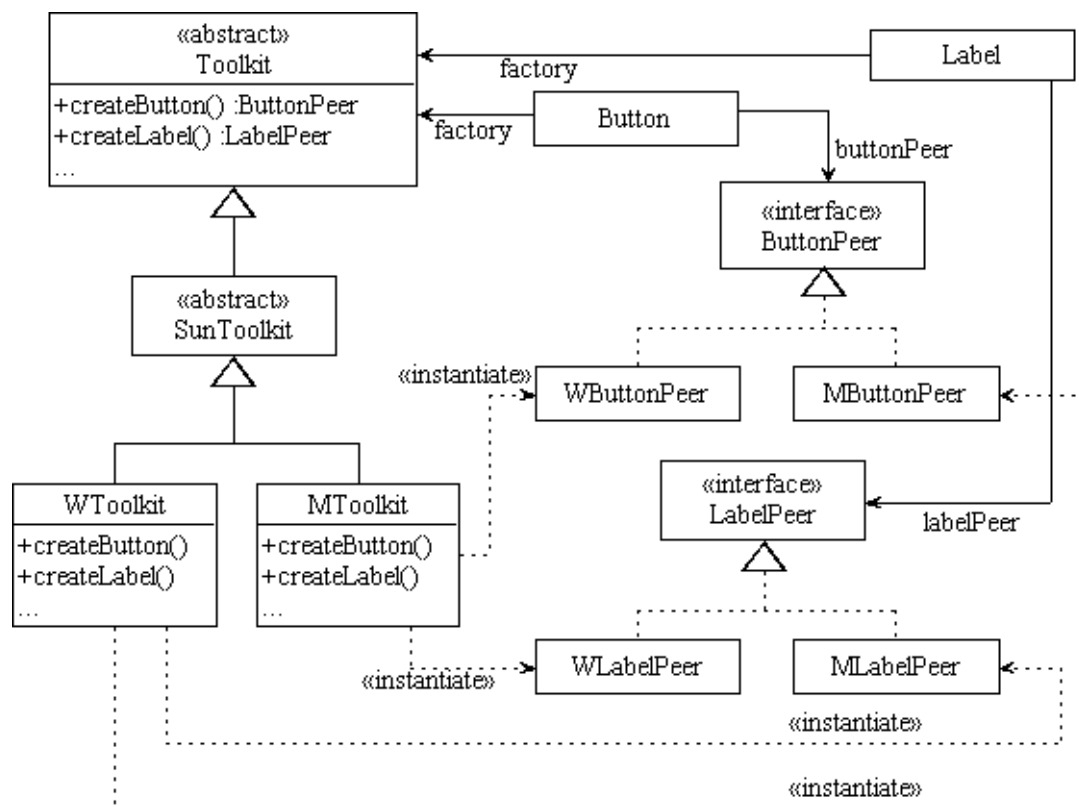 «abstract»
Toolkit
+createButton() :ButtonPeer
+createLabel() :LabelPeer
...
factory
Label
factory
Button
buttonPeer
«interface»
ButtonPeer
«abstract»
SunToolkit
«instantiate»
WButtonPeer
MButtonPeer
«interface»
LabelPeer
labelPeer
WToolkit
+createButton()
+createLabel()
...
MToolkit
+createButton()
+createLabel()
...
«instantiate»
WLabelPeer
MLabelPeer
«instantiate»
«instantiate»